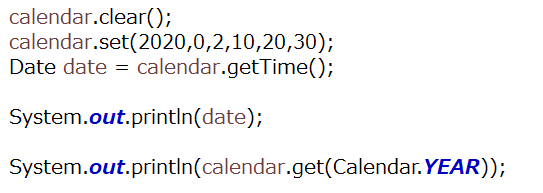 calendar.clear();
calendar.set(2020,0,2,10,20,30);
Date date = calendar.getTime();
System.out.println(date);
System.out.println(calendar.get(Calendar.YEAR));